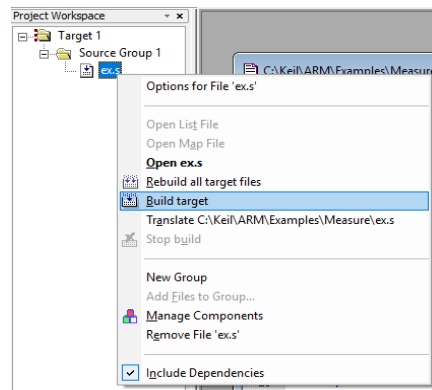 Project Workspace
Target 1
Source Group 1
ex.s
C:\Keil\ARM\Examples\Measure
Options for File 'ex.s'
Open List File
Open Map File
Open ex.s
Rebuild all target files
Build target
Translate C:\Keil\ARM\Examples\Measure\ex.s
Stop build
New Group
Add Files to Group...
Manage Components
Remove File 'ex.s'
Include Dependencies